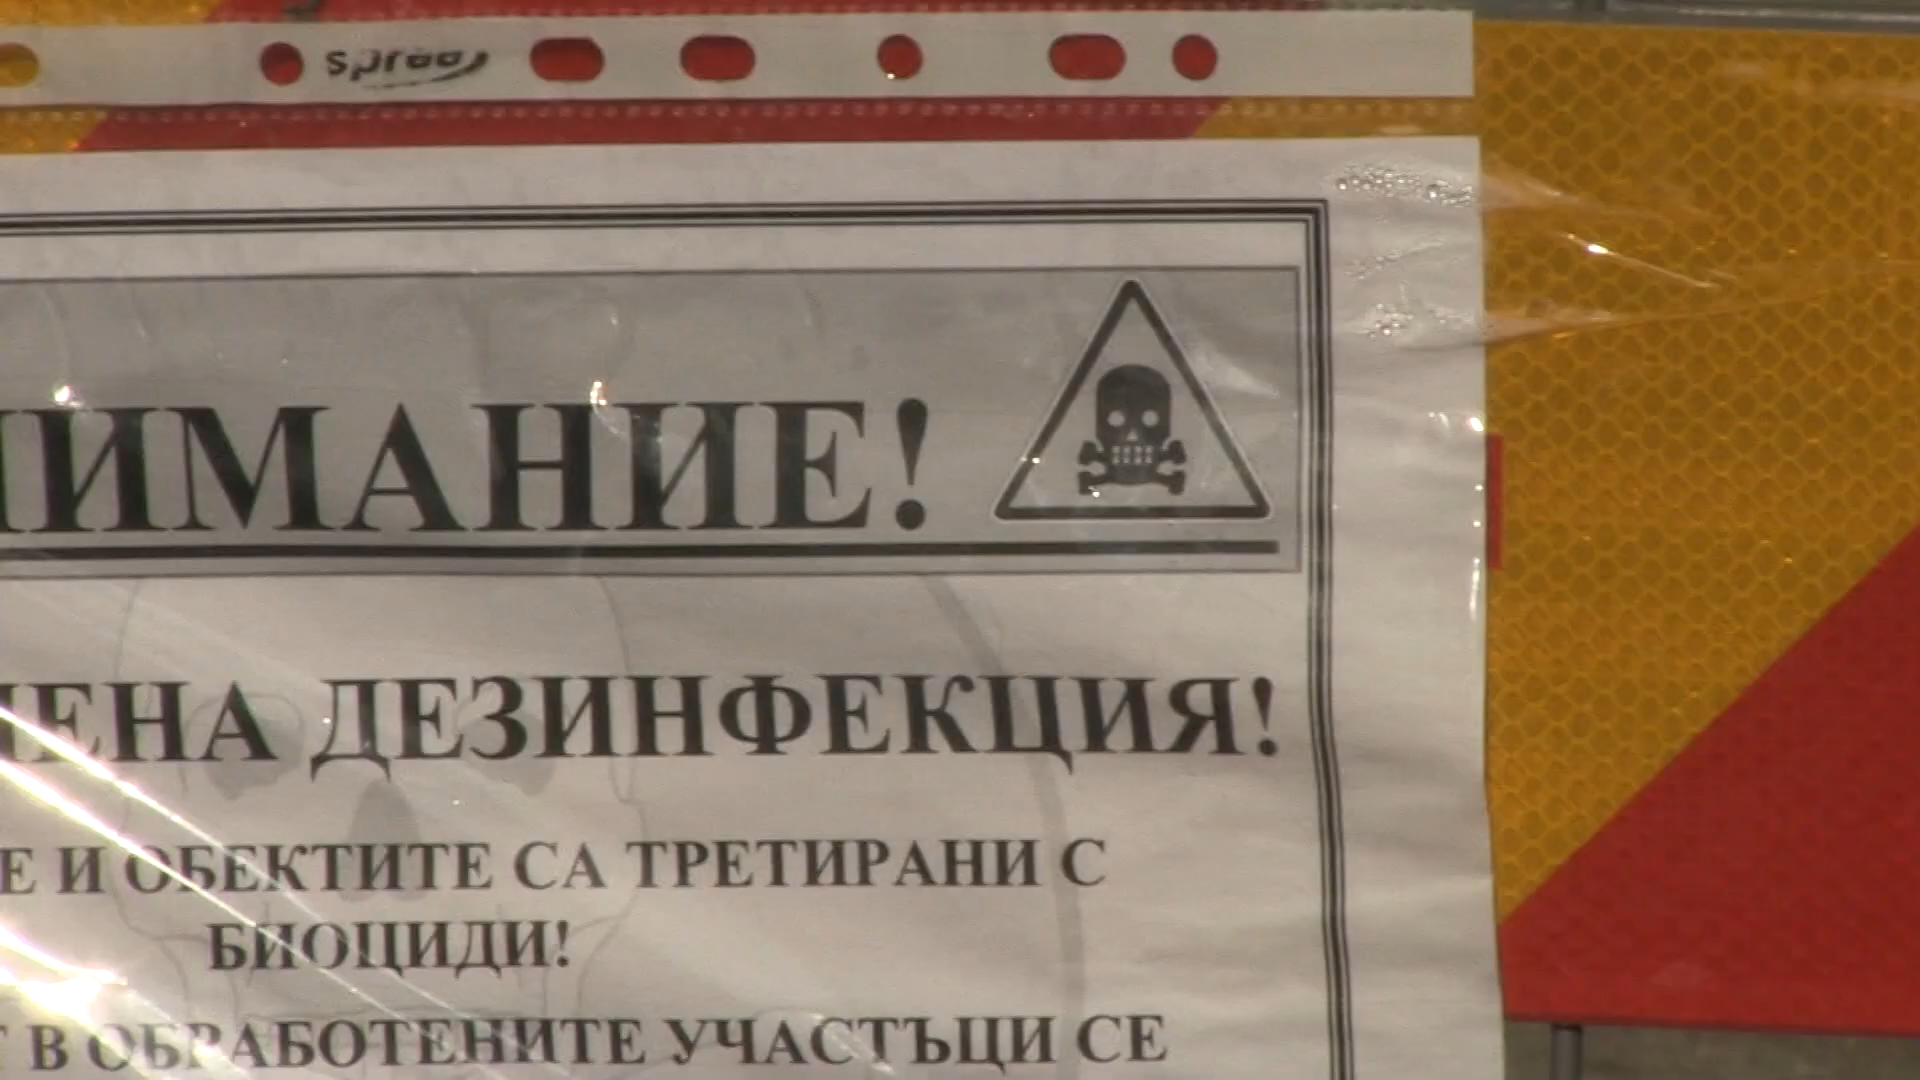 spree
ИМАНИЕ!
ЕНА ДЕЗИНФЕКЦИЯ!
Е И ОБЕКТИТЕ СА ТРЕТИРАНИ С
БИОЦИДИ!
В ОБРАБОТЕНИТЕ УЧАСТЪЦИ СЕ